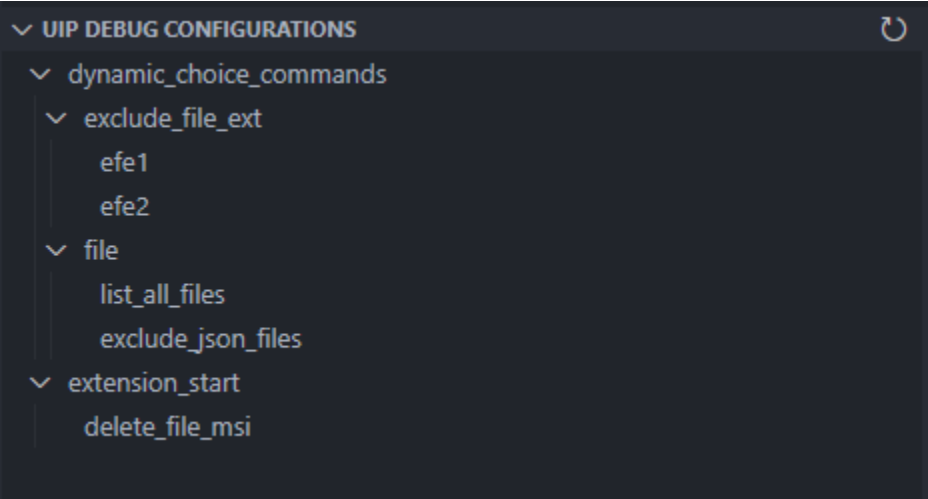 UIP DEBUG CONFIGURATIONS
dynamic_choice_commands
exclude_file_ext
efe1
efe2
file
list_all_files
exclude_json_files
extension_start
delete_file_msi